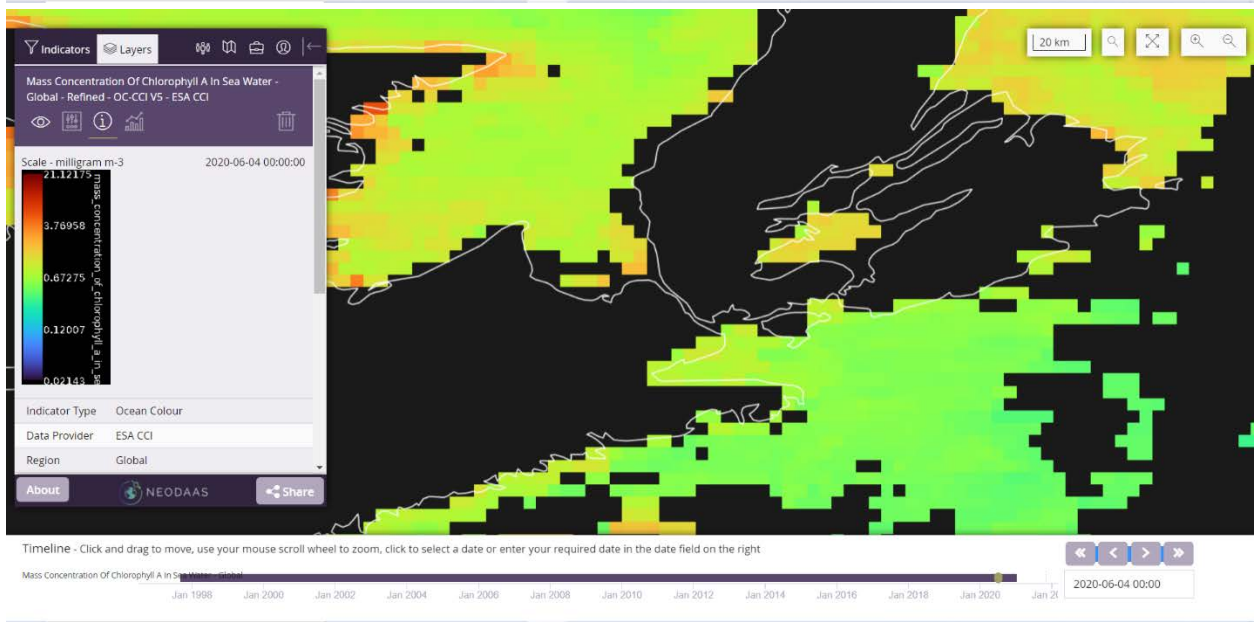 Indicators Layers
20 km
Mass Concentration Of Chlorophyll A In Sea Water -
Global - Refined - OC-CCI V5 - ESA CCI
Scale - milligram m-3 2020-06-04 00:00:00
21.12175
3.76958
0.67275
0.12007
0.02143
mass_concentration_of_chlorophyll_a_in_se
Indicator Type Ocean Colour
Data Provider ESA CCI
Region Global
About NEODAAS Share
Timeline - Click and drag to move, use your mouse scroll wheel to zoom, click to select a date or enter your required date in the date field on the right
Mass Concentration Of Chlorophyll A In Sea Water - Global
2020-06-04 00:00
Jan 1998 Jan 2000 Jan 2002 Jan 2004 Jan 2006 Jan 2008 Jan 2010 Jan 2012 Jan 2014 Jan 2016 Jan 2018 Jan 2020 Jan 2